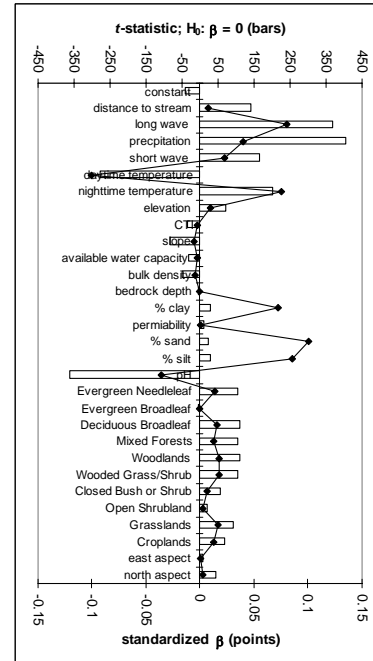 t-statistic; H0: β = 0 (bars)
-450 -350 -250 -150 -50 50 150 250 350 450
constant
distance to stream
long wave
precipitation
short wave
daytime temperature
nighttime temperature
elevation
CTI
slope
available water capacity
bulk density
bedrock depth
% clay
permiability
% sand
% silt
pH
Evergreen Needleleaf
Evergreen Broadleaf
Deciduous Broadleaf
Mixed Forests
Woodlands
Wooded Grass/Shrub
Closed Bush or Shrub
Open Shrubland
Grasslands
Croplands
east aspect
north aspect
-0.15 -0.1 -0.05 0 0.05 0.1 0.15
standardized β (points)